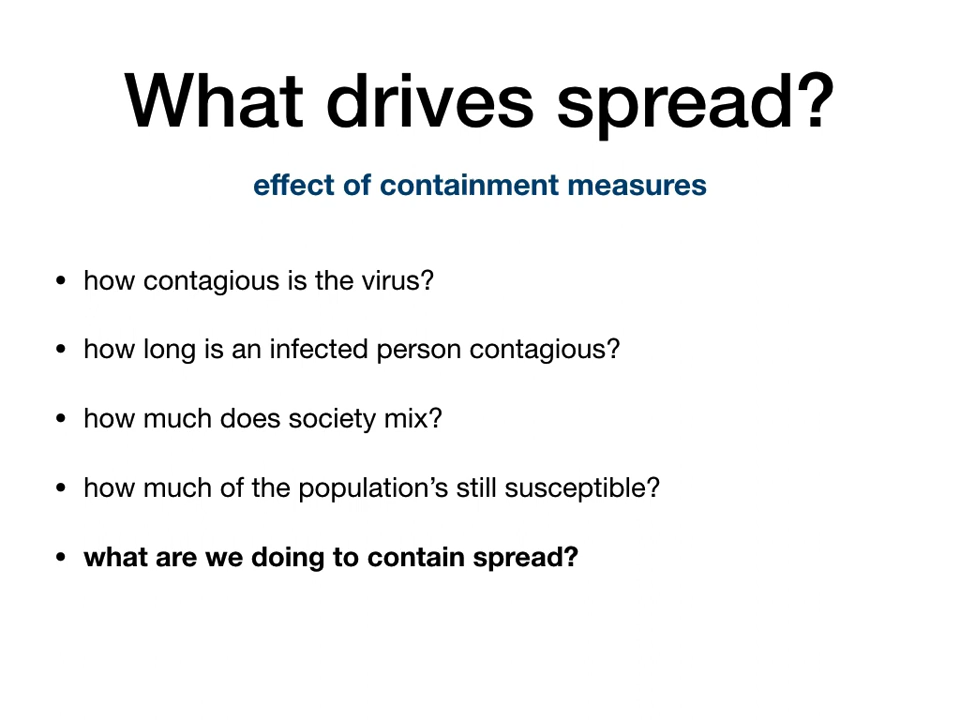 What drives spread?
effect of containment measures
• how contagious is the virus?
• how long is an infected person contagious?
• how much does society mix?
• how much of the population’s still susceptible?
• what are we doing to contain spread?